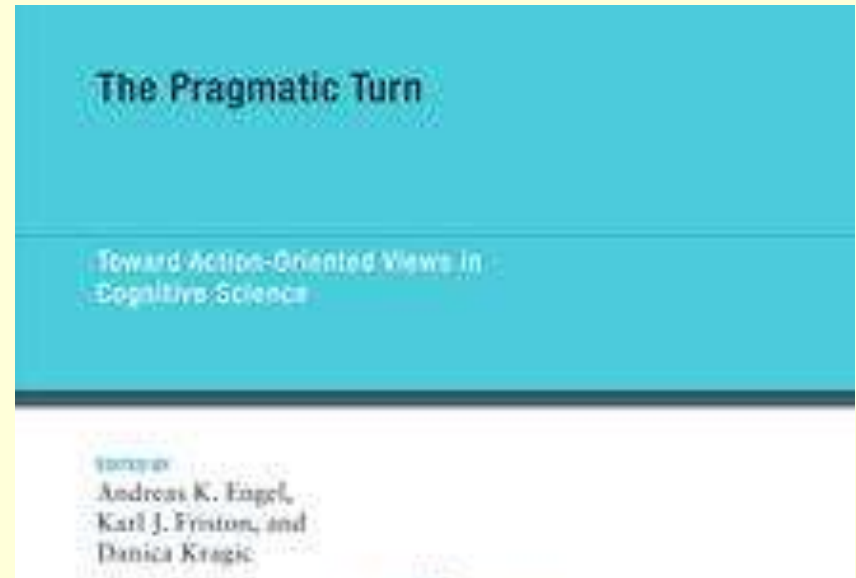 The Pragmatic Turn
Toward Action-Oriented Views in
Cognitive Science
EDITED BY
Andreas K. Engel,
Karl J. Friston, and
Danica Kragic